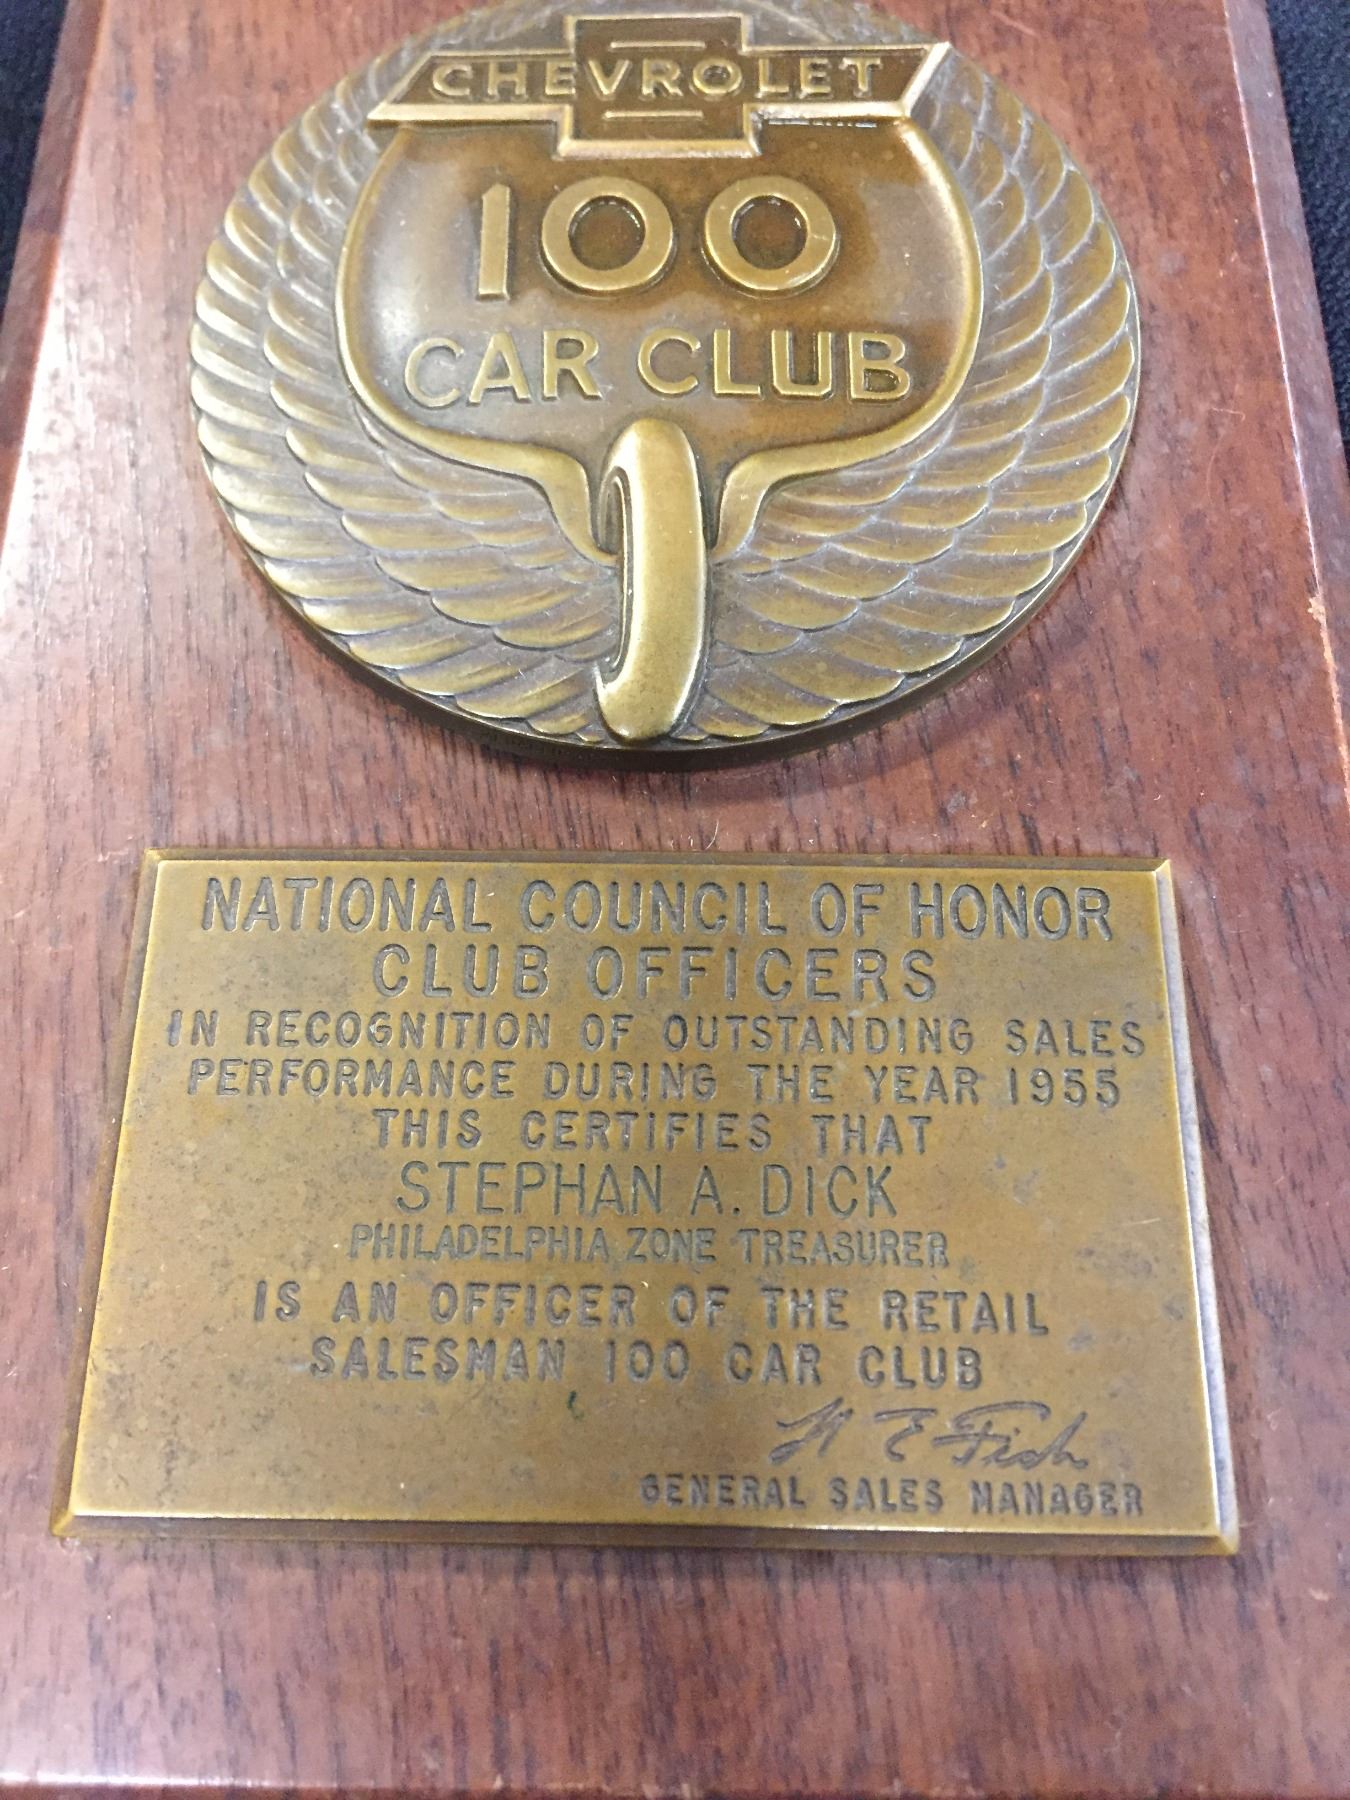 CHEVROLET
100
CAR CLUB
NATIONAL COUNCIL OF HONOR
CLUB OFFICERS
IN RECOGNITION OF OUTSTANDING SALES
PERFORMANCE DURING THE YEAR 1955
THIS CERTIFIES THAT
STEPHAN A. DICK
PHILADELPHIA ZONE TREASURER
IS AN OFFICER OF THE RETAIL
SALESMAN 100 CAR CLUB
W E Fish
GENERAL SALES MANAGER